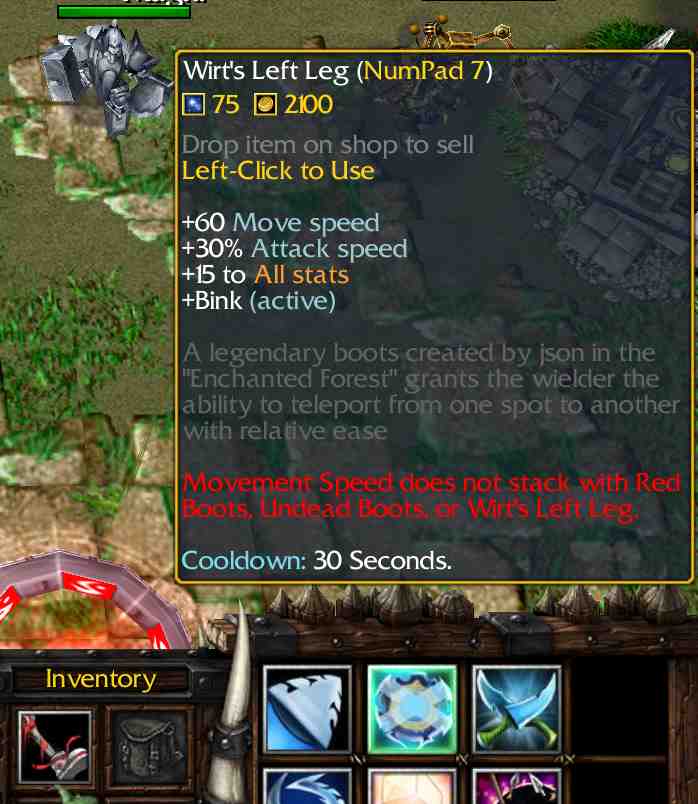 Wirt's Left Leg (NumPad 7)
75 2100
Drop item on shop to sell
Left-Click to Use
+60 Move speed
+30% Attack speed
+15 to All stats
+Bink (active)
A legendary boots created by json in the
"Enchanted Forest" grants the wielder the
ability to teleport from one spot to another
with relative ease
Movement Speed does not stack with Red
Boots, Undead Boots, or Wirt's Left Leg.
Cooldown: 30 Seconds.
Inventory